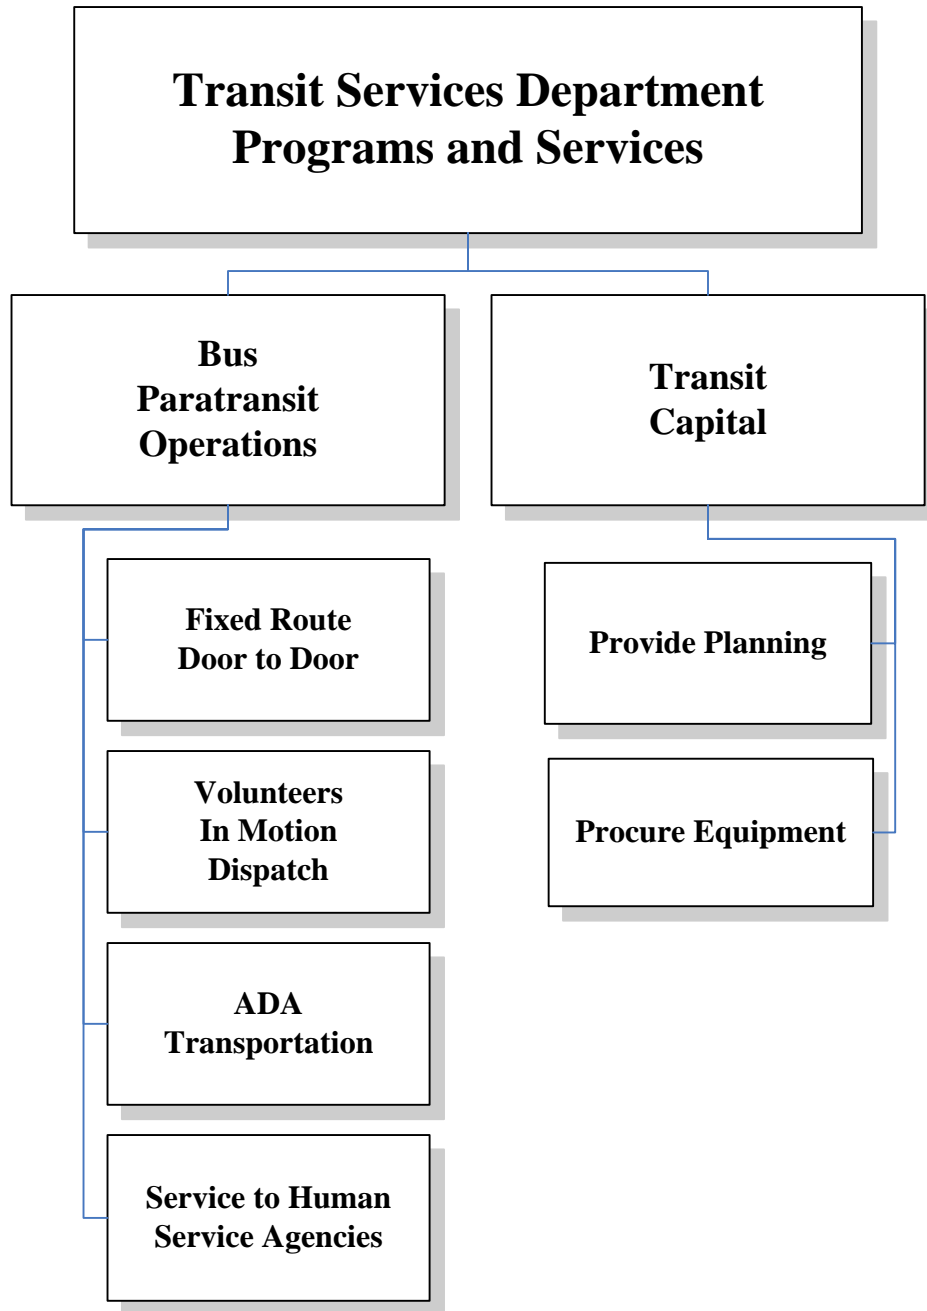 Transit Services Department
Programs and Services
Bus
Paratransit
Operations
Transit
Capital
Fixed Route
Door to Door
Volunteers
In Motion
Dispatch
ADA
Transportation
Service to Human
Service Agencies
Provide Planning
Procure Equipment